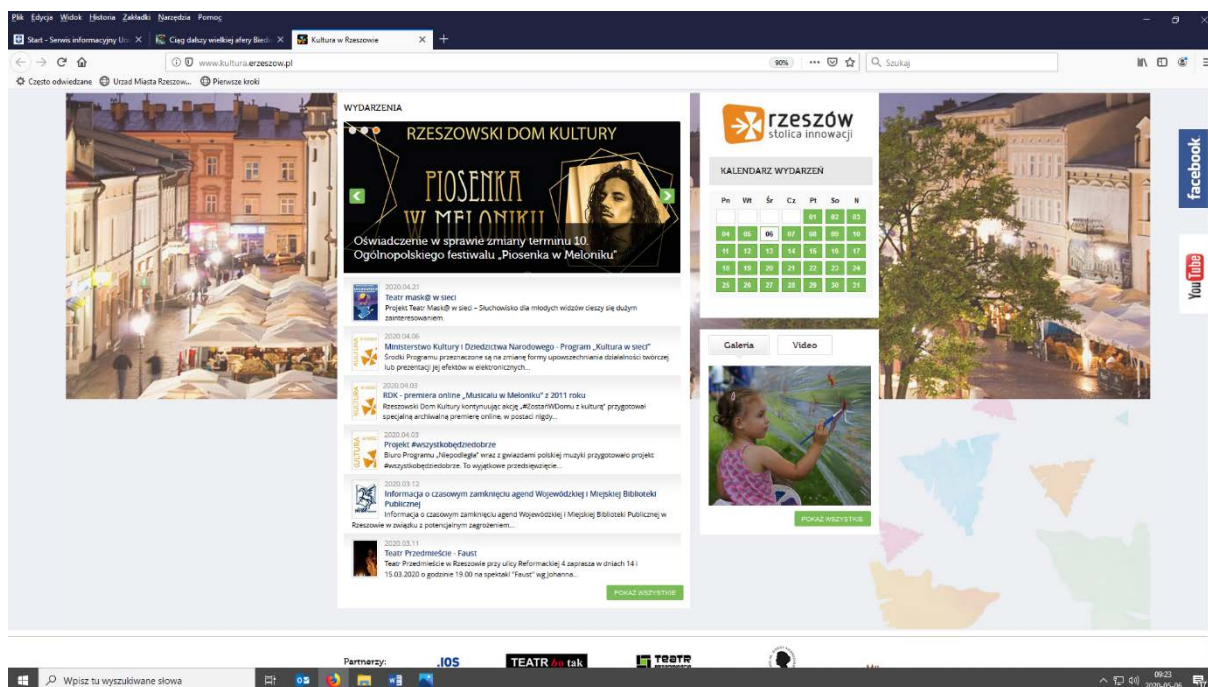 Plik Edycja Widok Historia Zakładki Narzędzia Pomoc
Start - Serwis informacyjny
Ciąg dalszy wielkiej afery
Kultura w Rzeszowie
www.kultura.erzeszow.pl
90%
Szukaj
Często odwiedzane
Urzad Miasta Rzeszow...
Pierwsze kroki
WYDARZENIA
RZESZOWSKI DOM KULTURY
PIOSENKA
W MELONIKU
Oświadczenie w sprawie zmiany terminu 10.
Ogólnopolskiego festiwalu „Piosenka w Meloniku"
2020.04.21
Teatr mask@ w sieci
Projekt Teatr Mask@ w sieci – Słuchowisko dla młodych widzów cieszy się dużym
zainteresowaniem.
2020.04.06
Ministerstwo Kultury i Dziedzictwa Narodowego - Program „Kultura w sieci"
Środki Programu przeznaczone są na zmianę formy upowszechniania działalności twórczej
lub prezentacji jej efektów w elektronicznych...
2020.04.03
RDK - premiera online „Musicalu w Meloniku" z 2011 roku
Rzeszowski Dom Kultury kontynuując akcję „#ZostańWDomu z kulturą" przygotował
specjalną archiwalną premierę online, w postaci nigdy...
2020.04.03
Projekt #wszystkobędziedobrze
Biuro Programu „Niepodległa" wraz z gwiazdami polskiej muzyki przygotowało projekt
#wszystkobędziedobrze. To wyjątkowe przedsięwzięcie...
2020.03.12
Informacja o czasowym zamknięciu agend Wojewódzkiej i Miejskiej Biblioteki
Publicznej
Informacja o czasowym zamknięciu agend Wojewódzkiej i Miejskiej Biblioteki Publicznej w
Rzeszowie w związku z potencjalnym zagrożeniem...
2020.03.11
Teatr Przedmieście - Faust
Teatr Przedmieście w Rzeszowie przy ulicy Reformackiej 4 zaprasza w dniach 14 i
15.03.2020 o godzinie 19.00 na spektakl "Faust" wg Johanna...
POKAŻ WSZYSTKIE
rzeszów
stolica innowacji
KALENDARZ WYDARZEŃ
Pn Wt Śr Cz Pt So N
01 02 03
04 05 06 07 08 09 10
11 12 13 14 15 16 17
18 19 20 21 22 23 24
25 26 27 28 29 30 31
Galeria Video
POKAŻ WSZYSTKIE
facebook.
YouTube
Partnerzy:
.IOS
TEATR bo tak
TEATR
Wpisz tu wyszukiwane słowa
09:23
2020-05-06